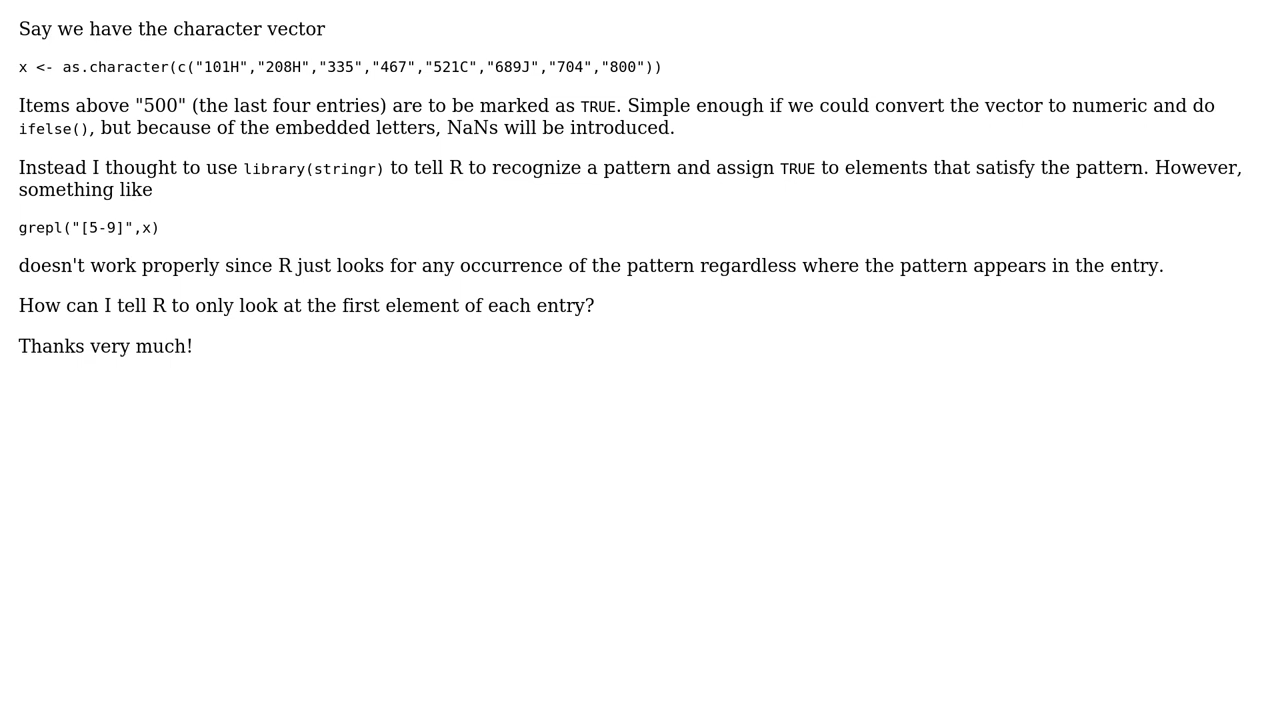 Say we have the character vector
x <- as.character(c("101H","208H","335","467","521C","689J","704","800"))
Items above "500" (the last four entries) are to be marked as TRUE. Simple enough if we could convert the vector to numeric and do
ifelse(), but because of the embedded letters, NaNs will be introduced.
Instead I thought to use library(stringr) to tell R to recognize a pattern and assign TRUE to elements that satisfy the pattern. However,
something like
grepl("[5-9]",x)
doesn't work properly since R just looks for any occurrence of the pattern regardless where the pattern appears in the entry.
How can I tell R to only look at the first element of each entry?
Thanks very much!